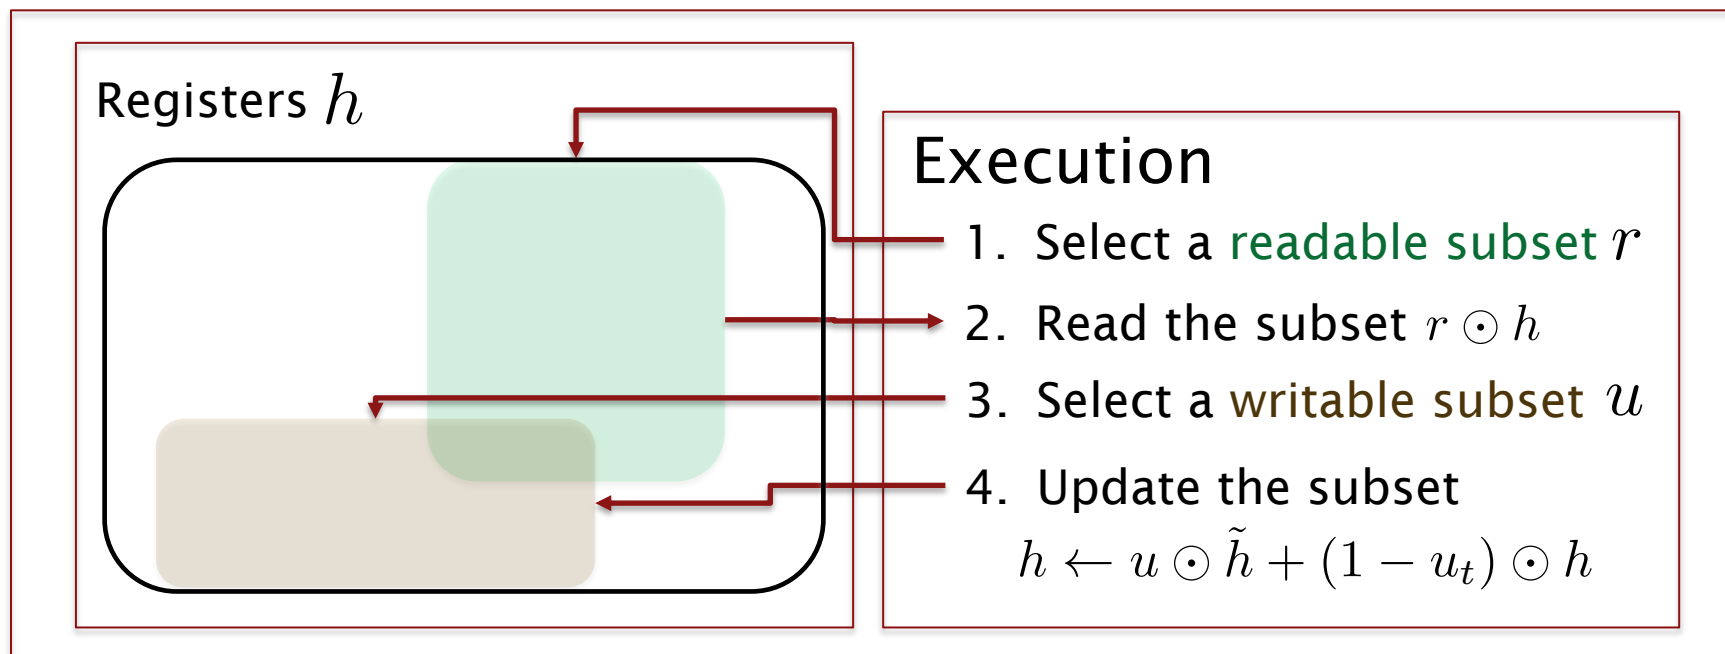 Registers h
Execution
1. Select a readable subset r
2. Read the subset r ⊙ h
3. Select a writable subset u
4. Update the subset
h ← u ⊙ h̃ + (1 − uₜ) ⊙ h